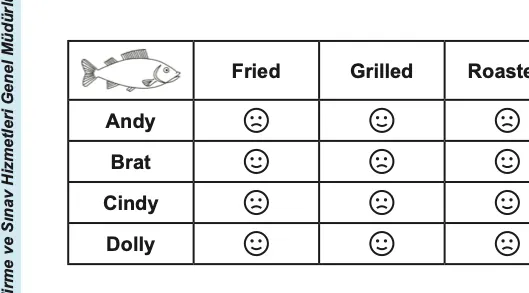 irme ve Sınav Hizmetleri Genel Müdürl
Fried Grilled Roaste
Andy
Brat
Cindy
Dolly